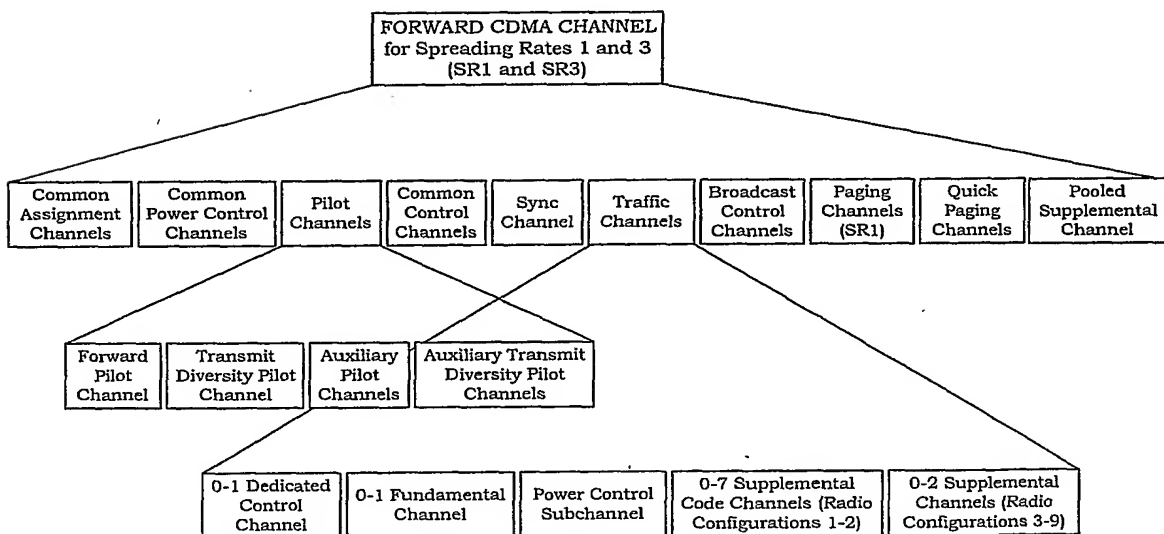 FORWARD CDMA CHANNEL
for Spreading Rates 1 and 3
(SR1 and SR3)
Common
Assignment
Channels
Common
Power Control
Channels
Pilot
Channels
Common
Control
Channels
Sync
Channel
Traffic
Channels
Broadcast
Control
Channels
Paging
Channels
(SR1)
Quick
Paging
Channels
Pooled
Supplemental
Channel
Forward
Pilot
Channel
Transmit
Diversity Pilot
Channel
Auxiliary
Pilot
Channels
Auxiliary Transmit
Diversity Pilot
Channels
0-1 Dedicated
Control
Channel
0-1 Fundamental
Channel
Power Control
Subchannel
0-7 Supplemental
Code Channels (Radio
Configurations 1-2)
0-2 Supplemental
Channels (Radio
Configurations 3-9)